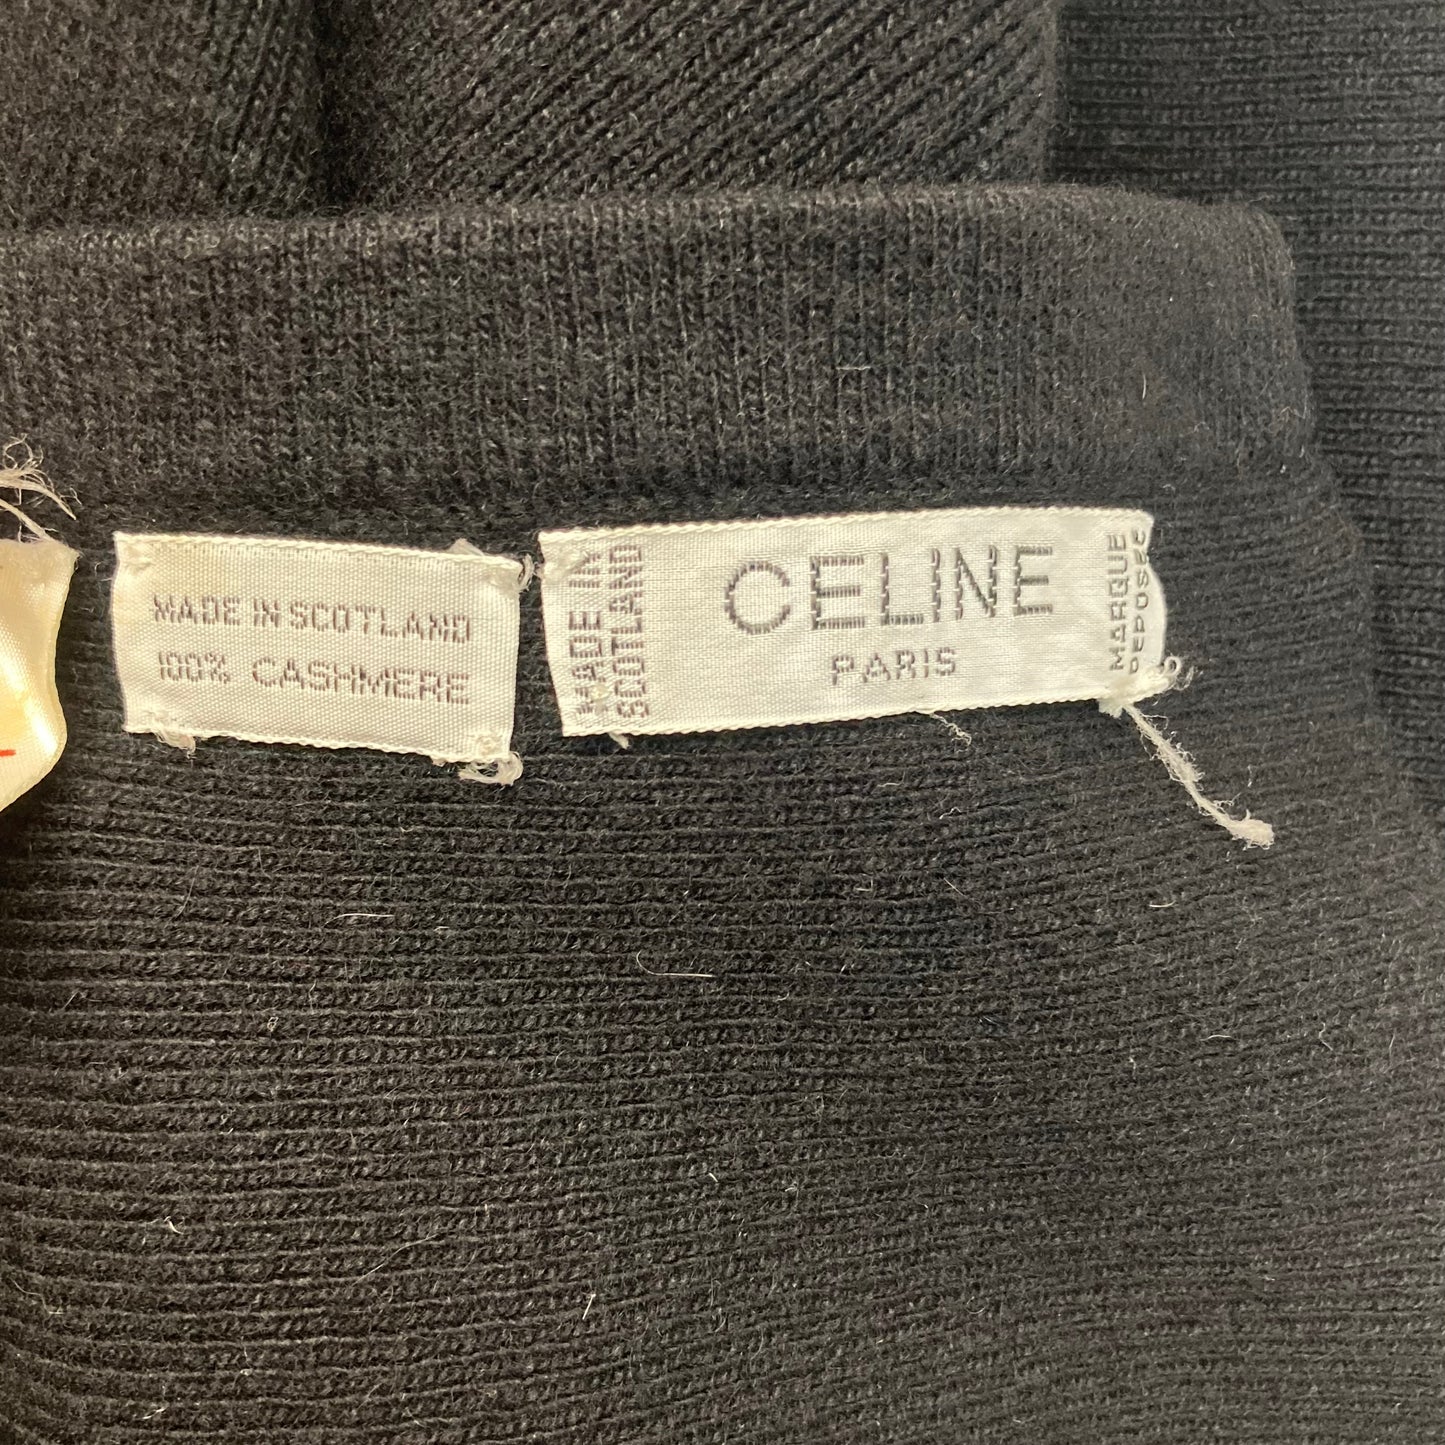 MADE IN SCOTLAND
100% CASHMERE
MADE IN
SCOTLAND
CELINE
PARIS
MARQUE
DEPOSEE